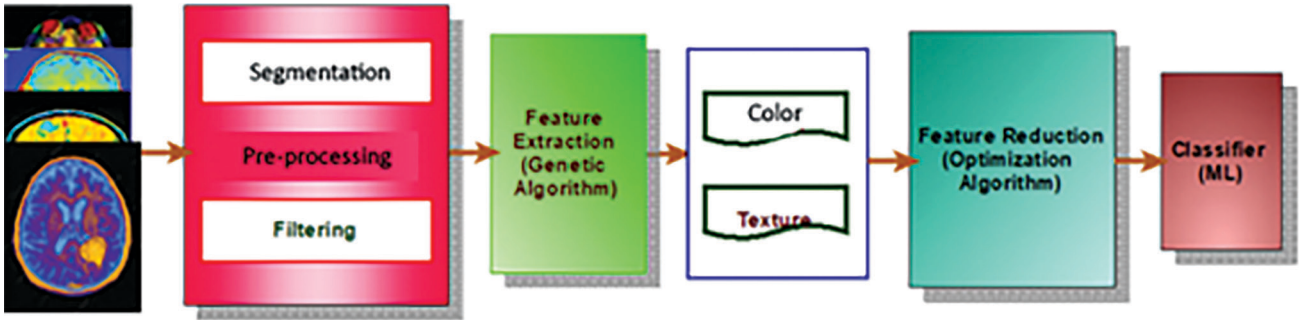 Segmentation
Pre-processing
Filtering
Feature
Extraction
(Genetic
Algorithm)
Color
Texture
Feature Reduction
(Optimization
Algorithm)
Classifier
(ML)